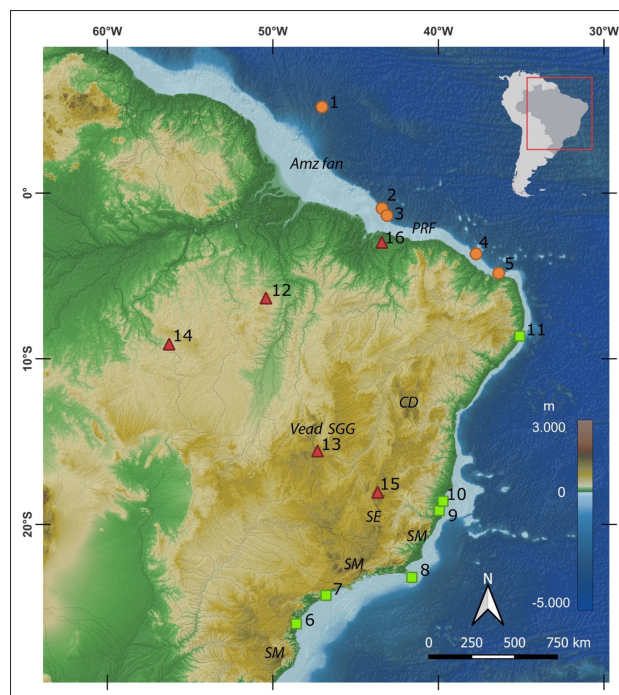 60°W 50°W 40°W 30°W
1
Amz fan
0°
2
3
PRF
16
4
5
12
14
11
10°S
CD
m
3.000
Vead SGG
13
15
0
10
SE
9
20°S
SM
SM
8
N
7
-5.000
6
0 250 500 750 km
SM